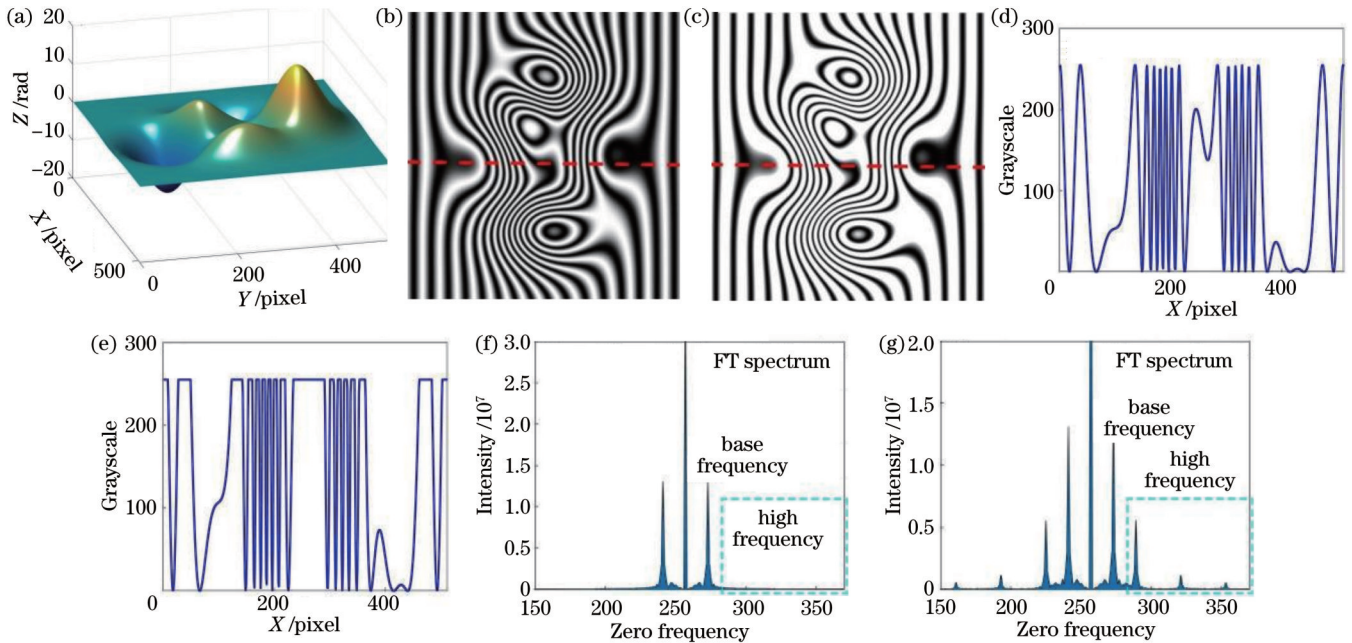 (a)
20
10
0
−10
−20
Z /rad
0
500
X /pixel
0
200
400
Y /pixel
(b)
(c)
(d)
300
200
100
0
Grayscale
200
400
X /pixel
(e)
300
200
100
0
Grayscale
200
400
X /pixel
(f)
3.0
2.5
2.0
1.5
1.0
0.5
0
Intensity /10⁷
FT spectrum
base
frequency
high
frequency
150
200
250
300
350
Zero frequency
(g)
2.0
1.5
1.0
0.5
0
Intensity /10⁷
FT spectrum
base
frequency
high
frequency
150
200
250
300
350
Zero frequency